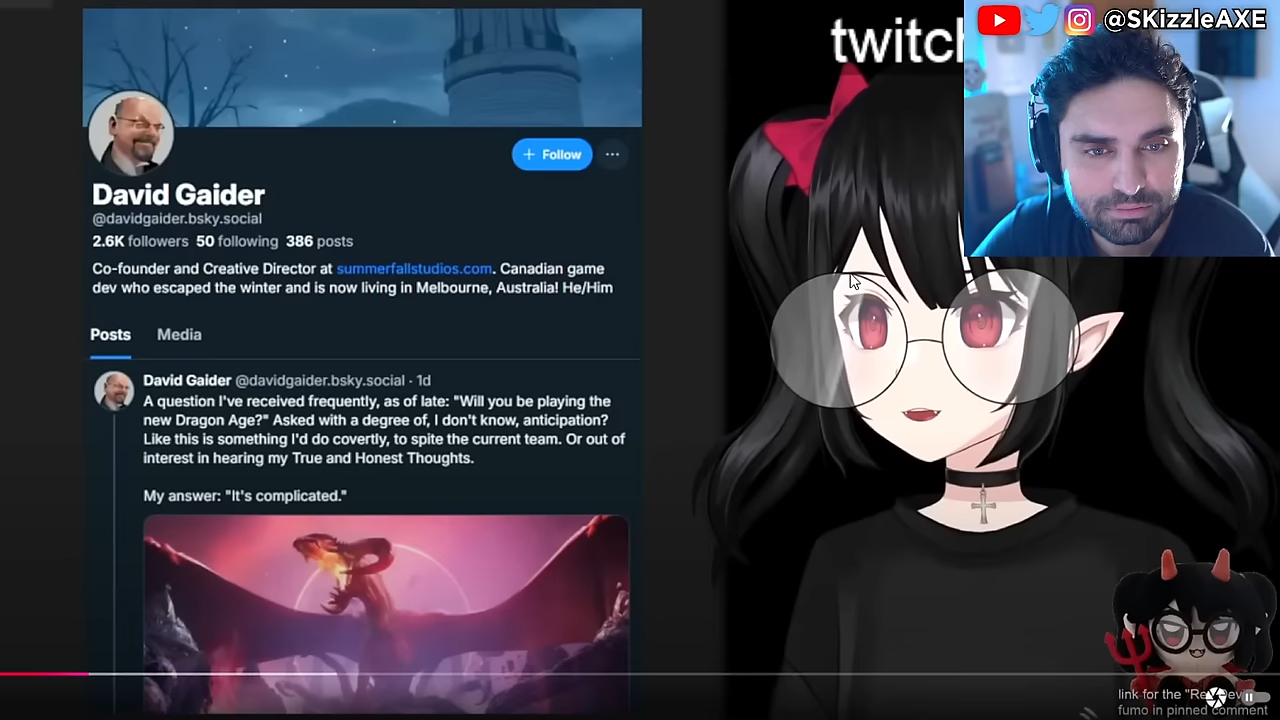 twitch
@SKizzleAXE
+ Follow
David Gaider
@davidgaider.bsky.social
2.6K followers 50 following 386 posts
Co-founder and Creative Director at summerfallstudios.com. Canadian game
dev who escaped the winter and is now living in Melbourne, Australia! He/Him
Posts Media
David Gaider @davidgaider.bsky.social · 1d
A question I've received frequently, as of late: "Will you be playing the
new Dragon Age?" Asked with a degree of, I don't know, anticipation?
Like this is something I'd do covertly, to spite the current team. Or out of
interest in hearing my True and Honest Thoughts.
My answer: "It's complicated."
link for the
fumo in pinned comment